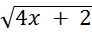 √(4x + 2)